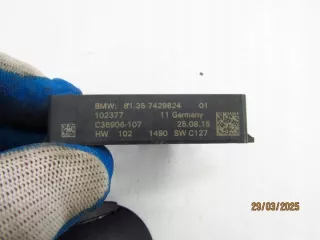 BMW: 61.35 7429824 01
102377 11 Germany
C36906-107 25.08.15
HW 102 1490 SW C127
29/03/2025